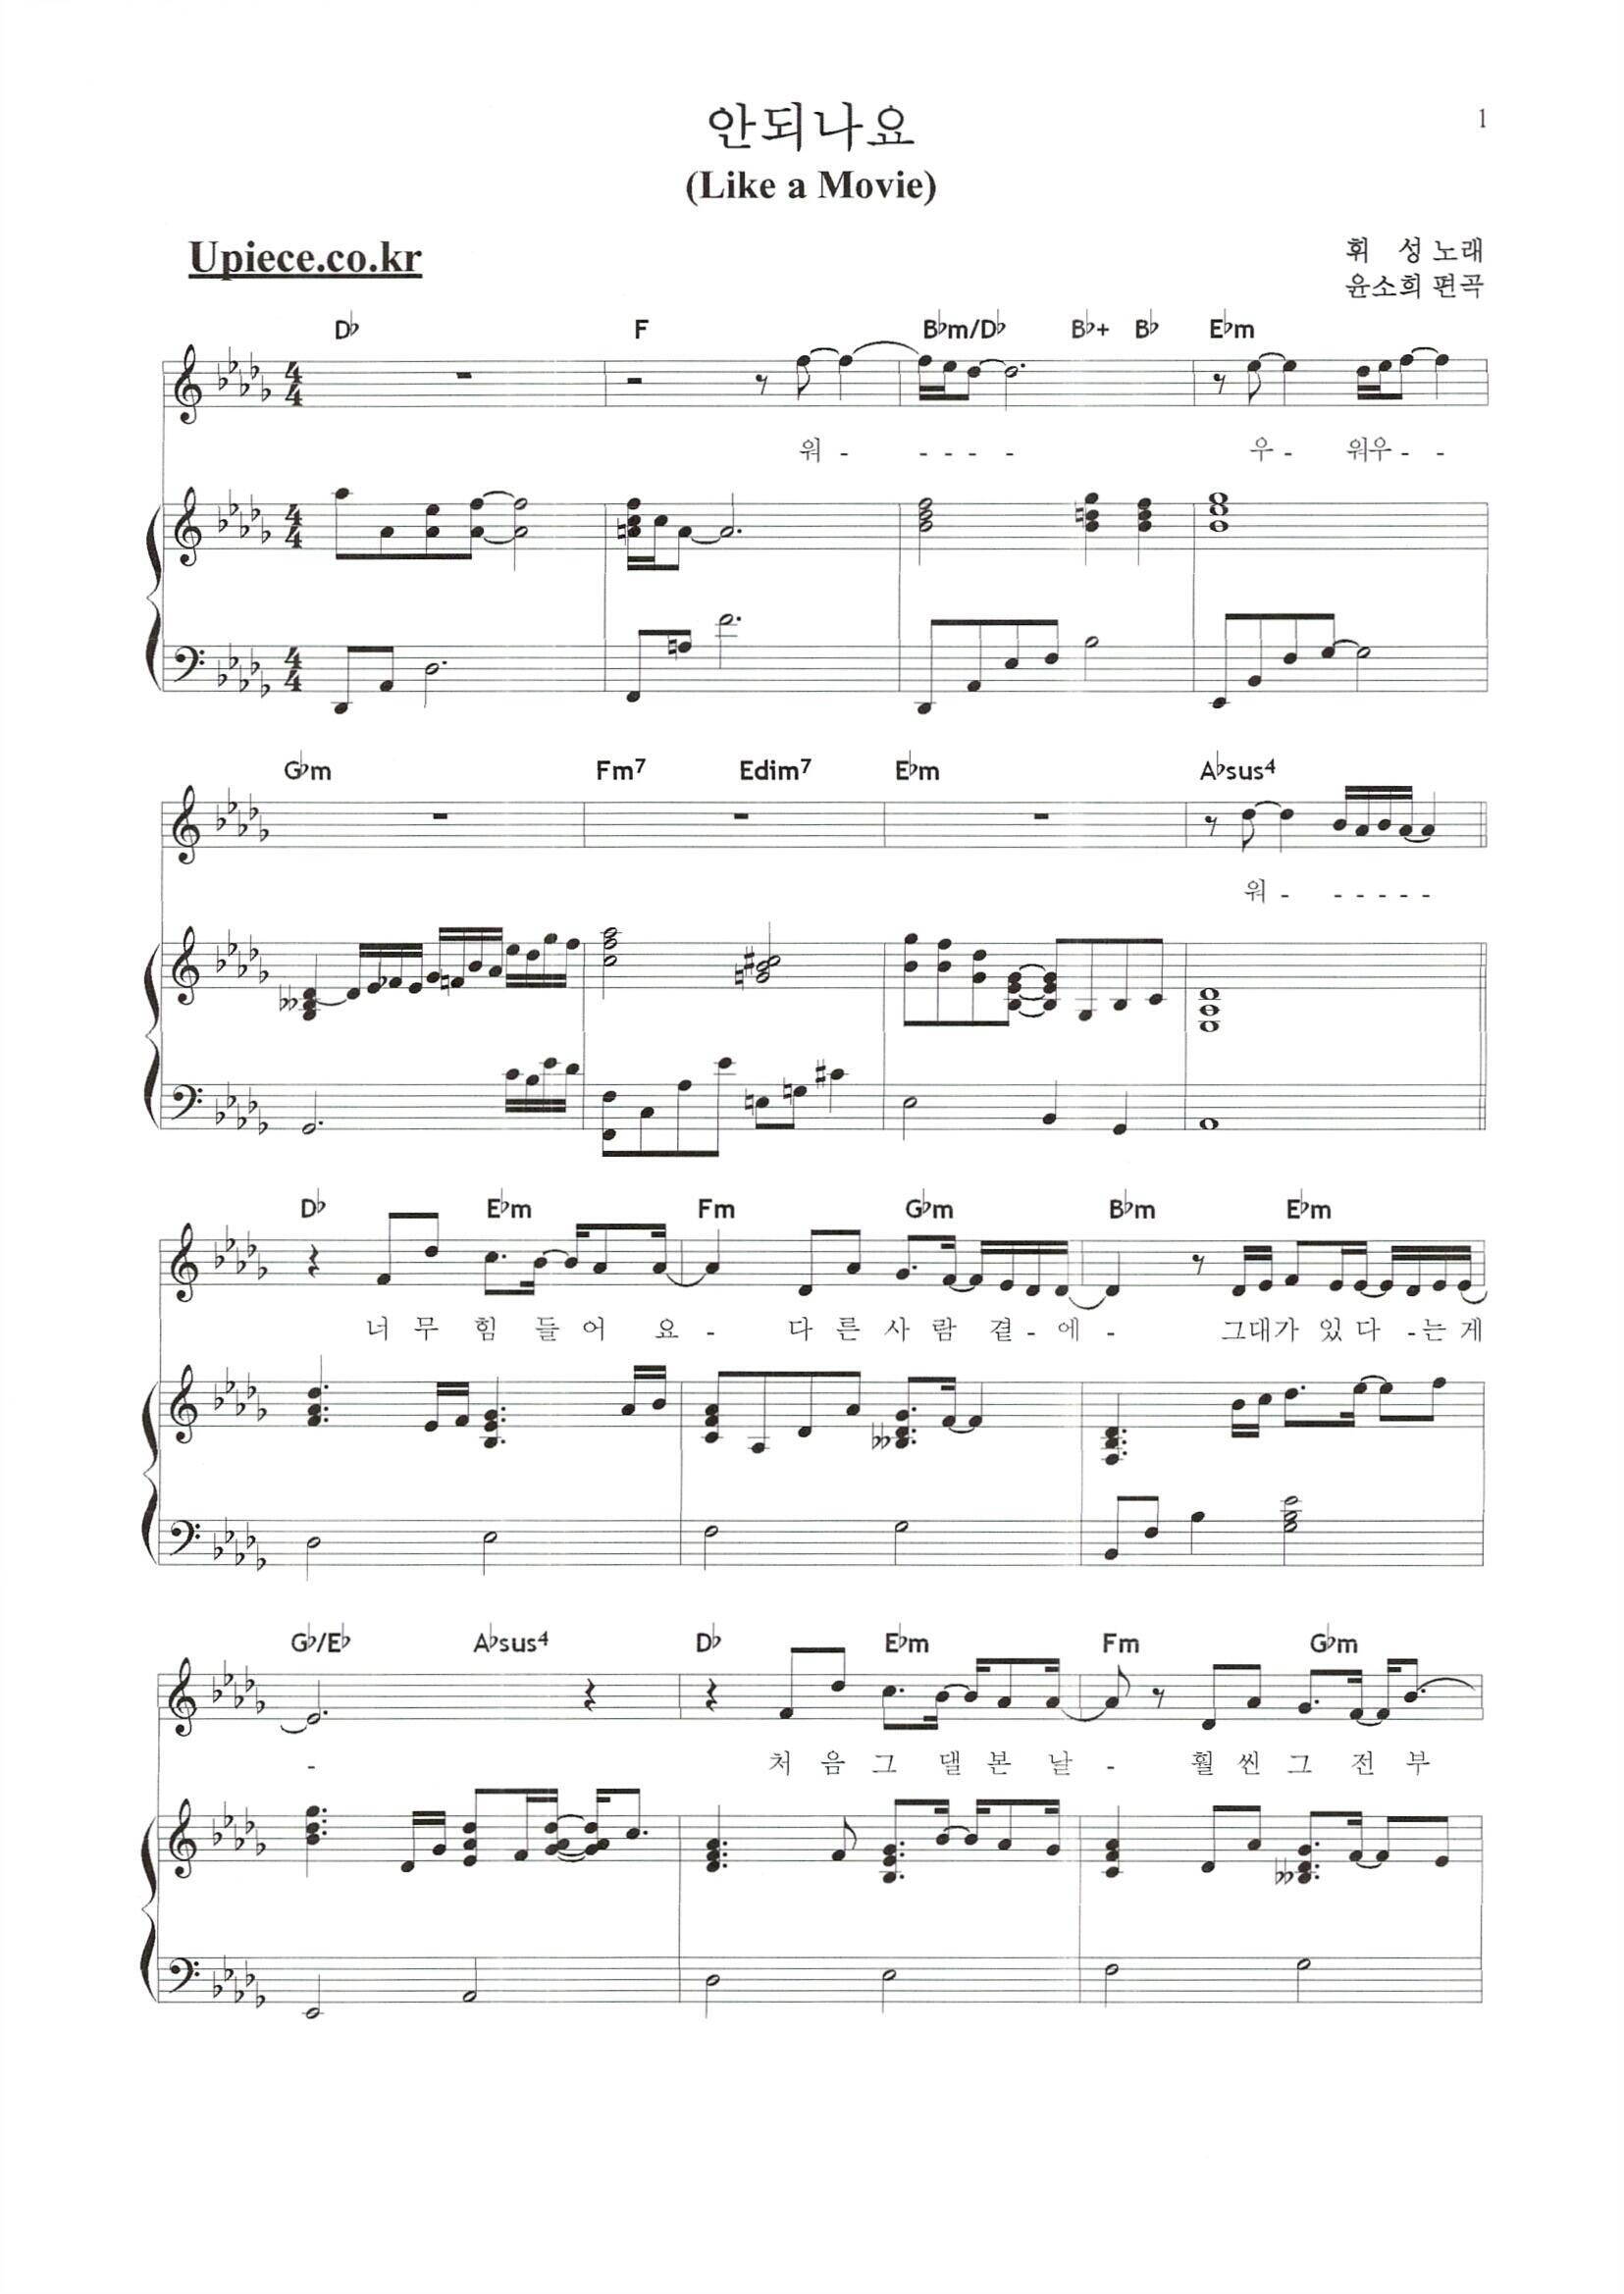 안되나요
1
(Like a Movie)
Upiece.co.kr
휘 성 노래
윤소희 편곡
D♭ F B♭m/D♭ B♭+ B♭ E♭m
워 - - - - - 우 - 워우 - -
G♭m Fm7 Edim7 E♭m A♭sus4
워 - - - - - -
D♭ E♭m Fm G♭m B♭m E♭m
너 무 힘 들 어 요 - 다 른 사 람 곁 - 에 - 그대가 있 다 - 는 게
G♭/E♭ A♭sus4 D♭ E♭m Fm G♭m
- 처 음 그 댈 본 날 - 훨 씬 그 전 부